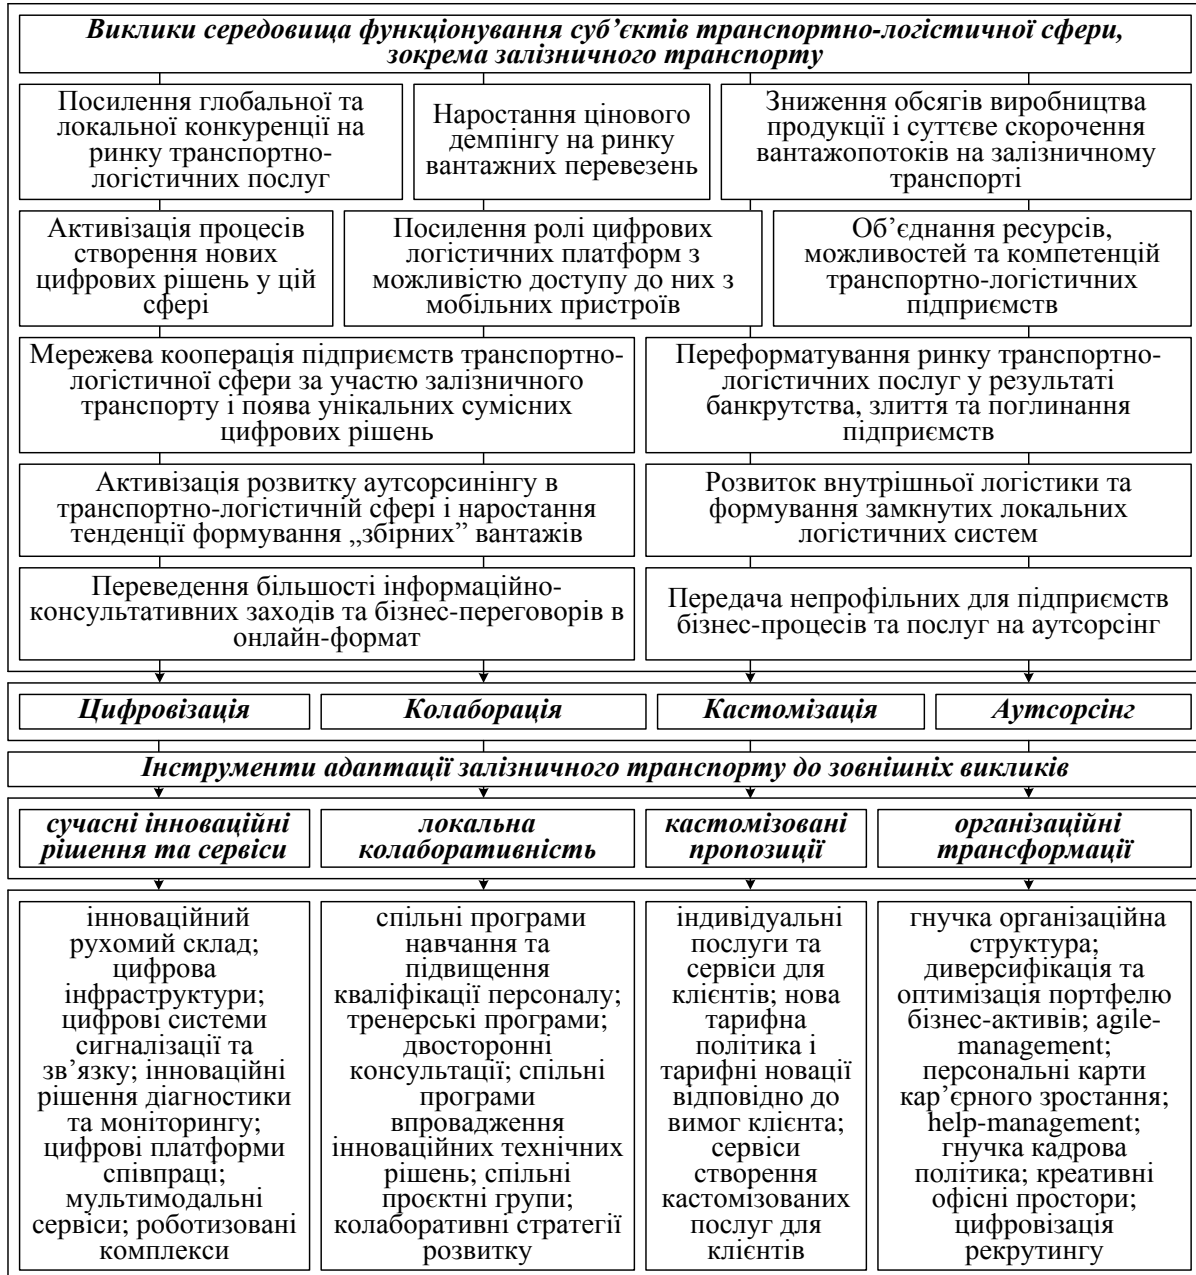 Виклики середовища функціонування суб’єктів транспортно-логістичної сфери,
зокрема залізничного транспорту
Посилення глобальної та
локальної конкуренції на
ринку транспортно-
логістичних послуг
Наростання цінового
демпінгу на ринку
вантажних перевезень
Зниження обсягів виробництва
продукції і суттєве скорочення
вантажопотоків на залізничному
транспорті
Активізація процесів
створення нових
цифрових рішень у цій
сфері
Посилення ролі цифрових
логістичних платформ з
можливістю доступу до них з
мобільних пристроїв
Об’єднання ресурсів,
можливостей та компетенцій
транспортно-логістичних
підприємств
Мережева кооперація підприємств транспортно-
логістичної сфери за участю залізничного
транспорту і поява унікальних сумісних
цифрових рішень
Переформатування ринку транспортно-
логістичних послуг у результаті
банкрутства, злиття та поглинання
підприємств
Активізація розвитку аутсорсинінгу в
транспортно-логістичній сфері і наростання
тенденції формування „збірних” вантажів
Розвиток внутрішньої логістики та
формування замкнутих локальних
логістичних систем
Переведення більшості інформаційно-
консультативних заходів та бізнес-переговорів в
онлайн-формат
Передача непрофільних для підприємств
бізнес-процесів та послуг на аутсорсінг
Цифровізація
Колаборація
Кастомізація
Аутсорсінг
Інструменти адаптації залізничного транспорту до зовнішніх викликів
сучасні інноваційні
рішення та сервіси
локальна
колаборативність
кастомізовані
пропозиції
організаційні
трансформації
інноваційний
рухомий склад;
цифрова
інфраструктури;
цифрові системи
сигналізації та
зв’язку; інноваційні
рішення діагностики
та моніторингу;
цифрові платформи
співпраці;
мультимодальні
сервіси; роботизовані
комплекси
спільні програми
навчання та
підвищення
кваліфікації персоналу;
тренерські програми;
двосторонні
консультації; спільні
програми
впровадження
інноваційних технічних
рішень; спільні
проєктні групи;
колаборативні стратегії
розвитку
індивідуальні
послуги та
сервіси для
клієнтів; нова
тарифна
політика і
тарифні новації
відповідно до
вимог клієнта;
сервіси
створення
кастомізованих
послуг для
клієнтів
гнучка організаційна
структура;
диверсифікація та
оптимізація портфелю
бізнес-активів; agile-
management;
персональні карти
кар’єрного зростання;
help-management;
гнучка кадрова
політика; креативні
офісні простори;
цифровізація
рекрутингу